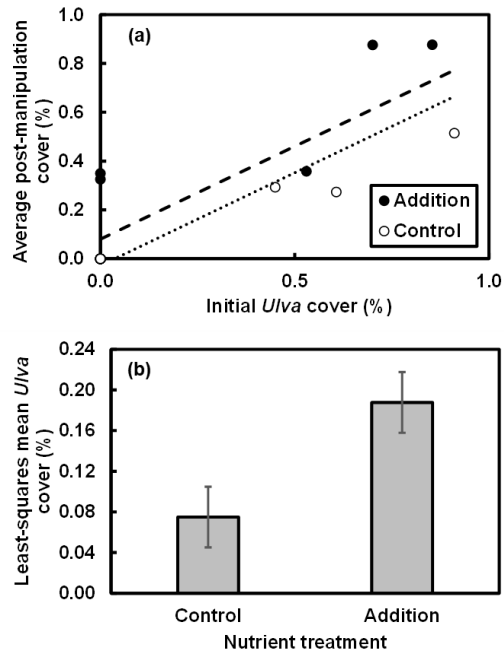 (a)
Average post-manipulation
cover (%)
1.0
0.8
0.6
0.4
0.2
0.0
Addition
Control
0.0
0.5
1.0
Initial Ulva cover (%)
(b)
Least-squares mean Ulva
cover (%)
0.24
0.20
0.16
0.12
0.08
0.04
0.00
Control
Addition
Nutrient treatment